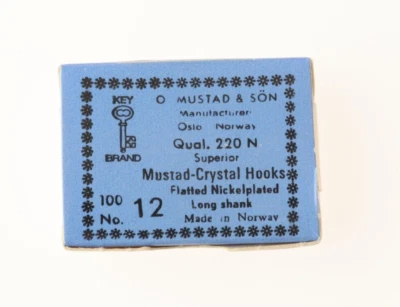 KEY
BRAND
O. MUSTAD & SÖN
Manufacturer
Oslo Norway
Qual. 220 N
Superior
Mustad-Crystal Hooks
Flatted Nickelplated
Long shank
Made in Norway
100
No. 12